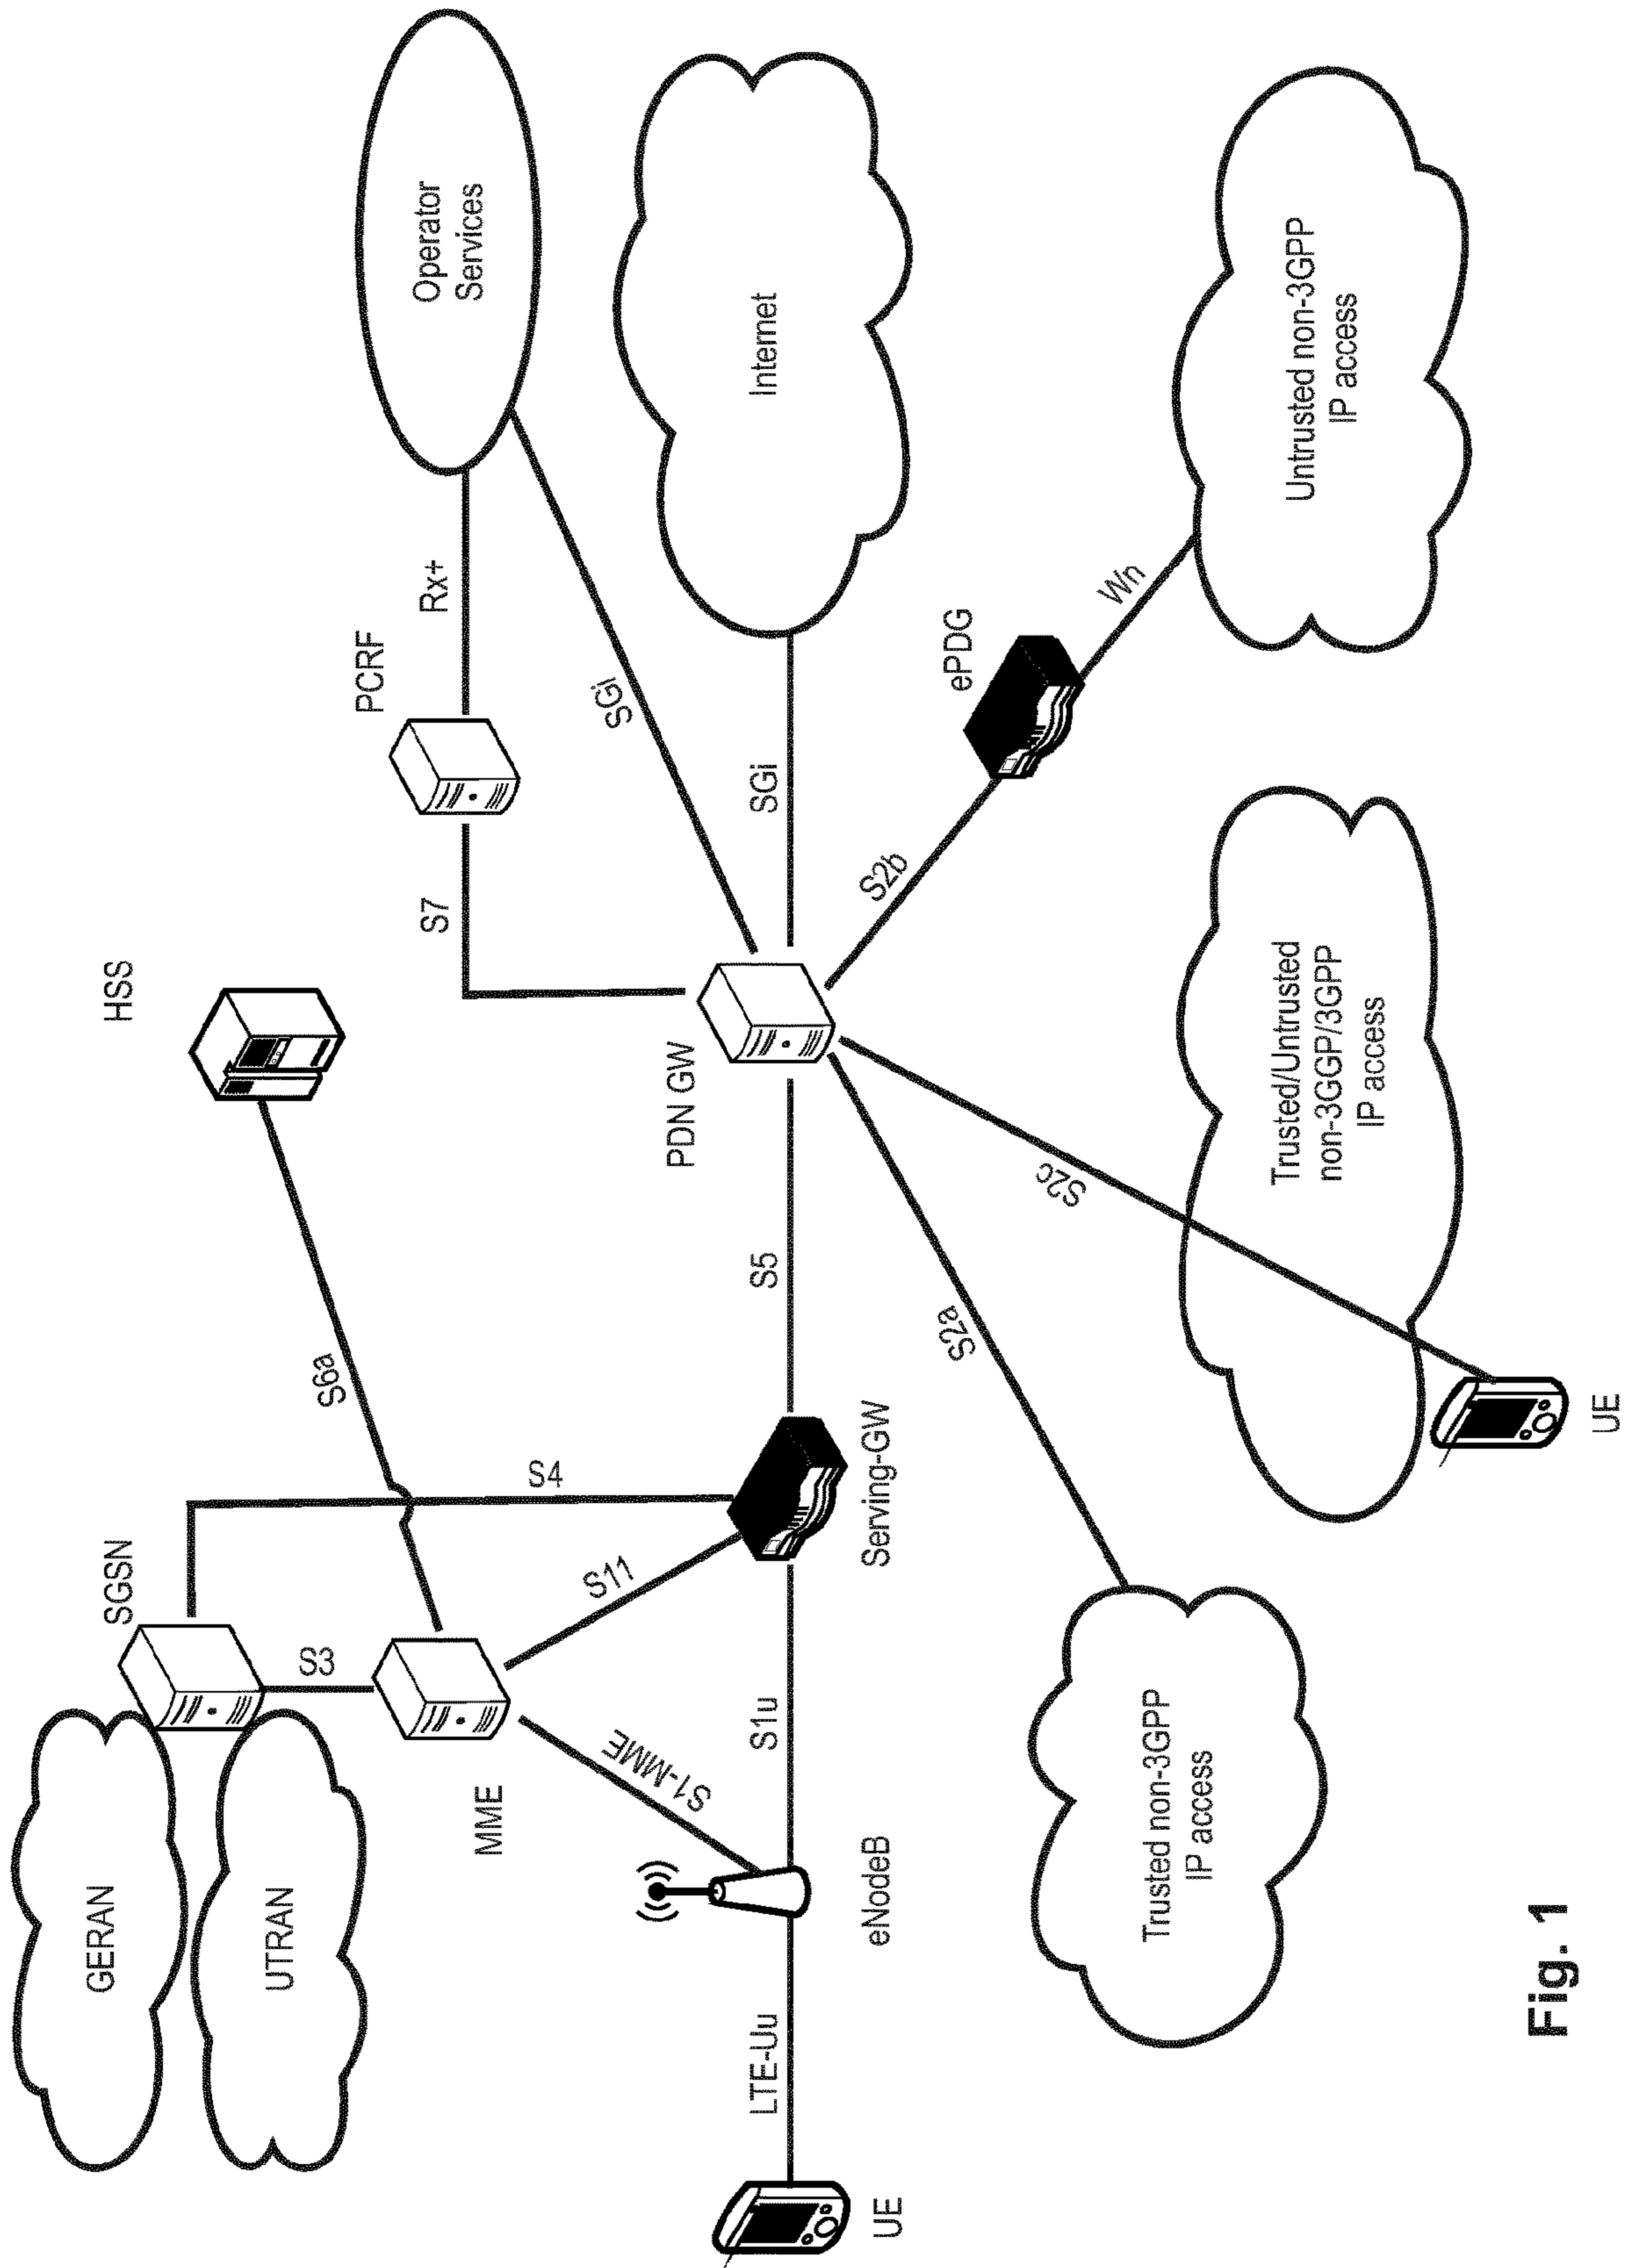 HSS
PCRF
Operator
Services
SGSN
GERAN
S3
S6a
S7
Rx+
UTRAN
S4
MME
S11
SGi
S1-MME
PDN GW
LTE-Uu
S1u
S5
SGi
Internet
UE
eNodeB
Serving-GW
S2b
ePDG
S2a
S2c
Wn
Trusted non-3GPP
IP access
Trusted/Untrusted
non-3GGP/3GPP
IP access
Untrusted non-3GPP
IP access
UE
Fig. 1